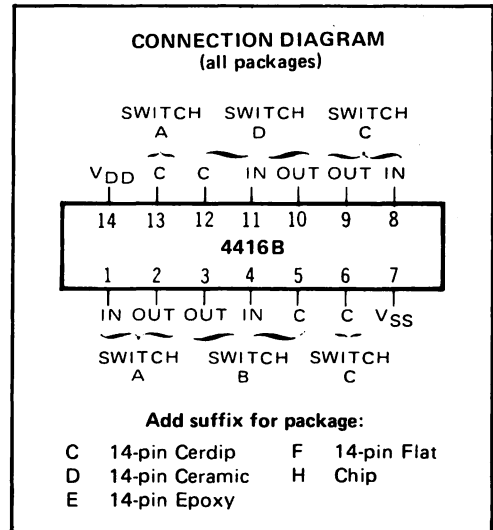 CONNECTION DIAGRAM
(all packages)
SWITCH SWITCH SWITCH
A D C
VDD C C IN OUT OUT IN
14 13 12 11 10 9 8
4416B
1 2 3 4 5 6 7
IN OUT OUT IN C C VSS
SWITCH SWITCH SWITCH
A B C
Add suffix for package:
C 14-pin Cerdip F 14-pin Flat
D 14-pin Ceramic H Chip
E 14-pin Epoxy